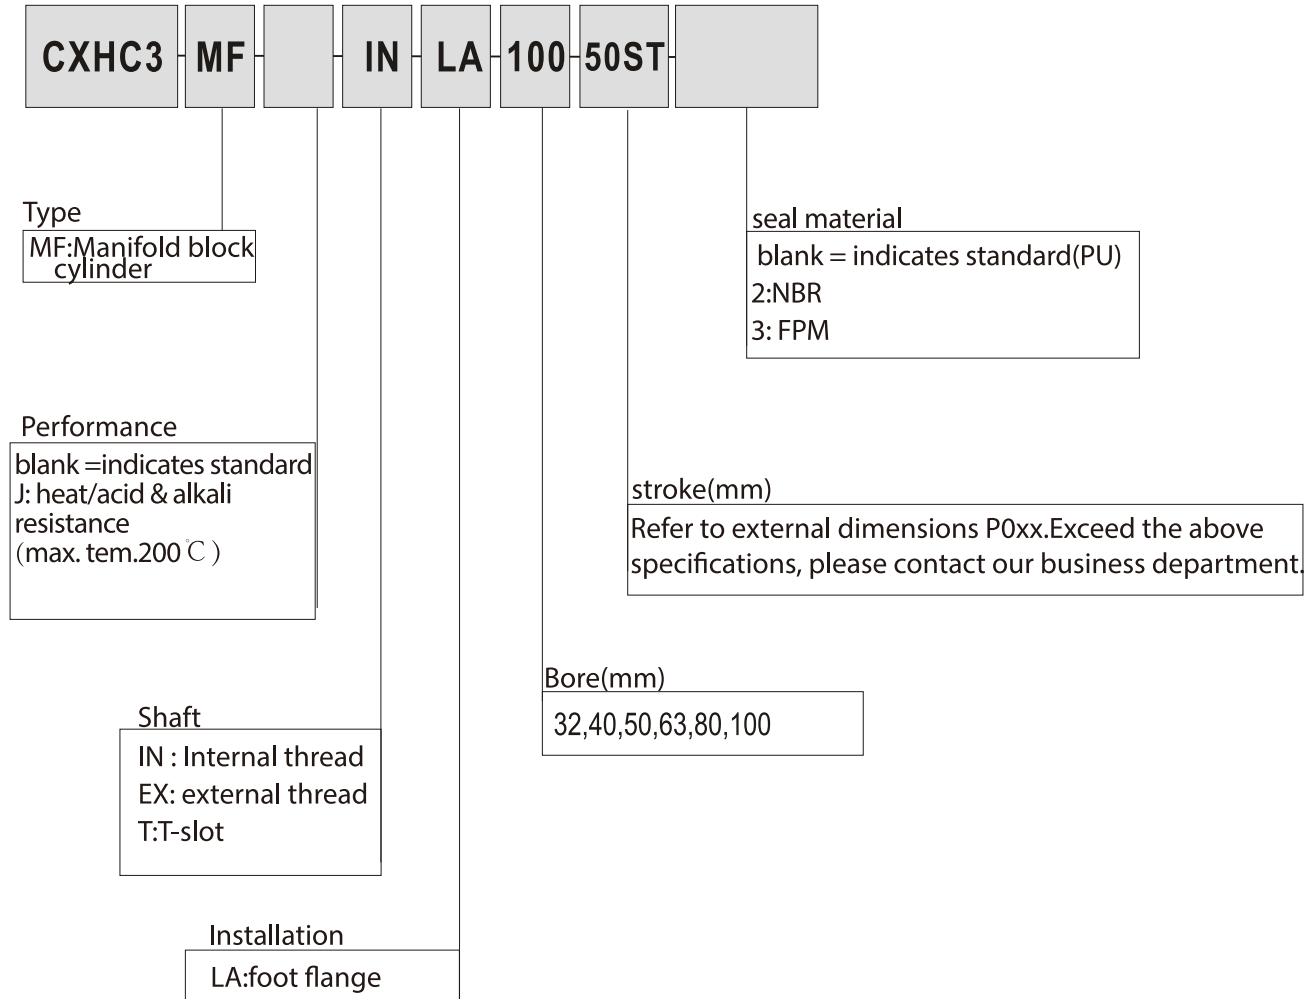 CXHC3 MF IN LA 100 50ST
Type
MF:Manifold block
cylinder
seal material
blank = indicates standard(PU)
2:NBR
3: FPM
Performance
blank =indicates standard
J: heat/acid & alkali
resistance
(max. tem.200℃)
stroke(mm)
Refer to external dimensions P0xx.Exceed the above
specifications, please contact our business department.
Bore(mm)
32,40,50,63,80,100
Shaft
IN : Internal thread
EX: external thread
T:T-slot
Installation
LA:foot flange